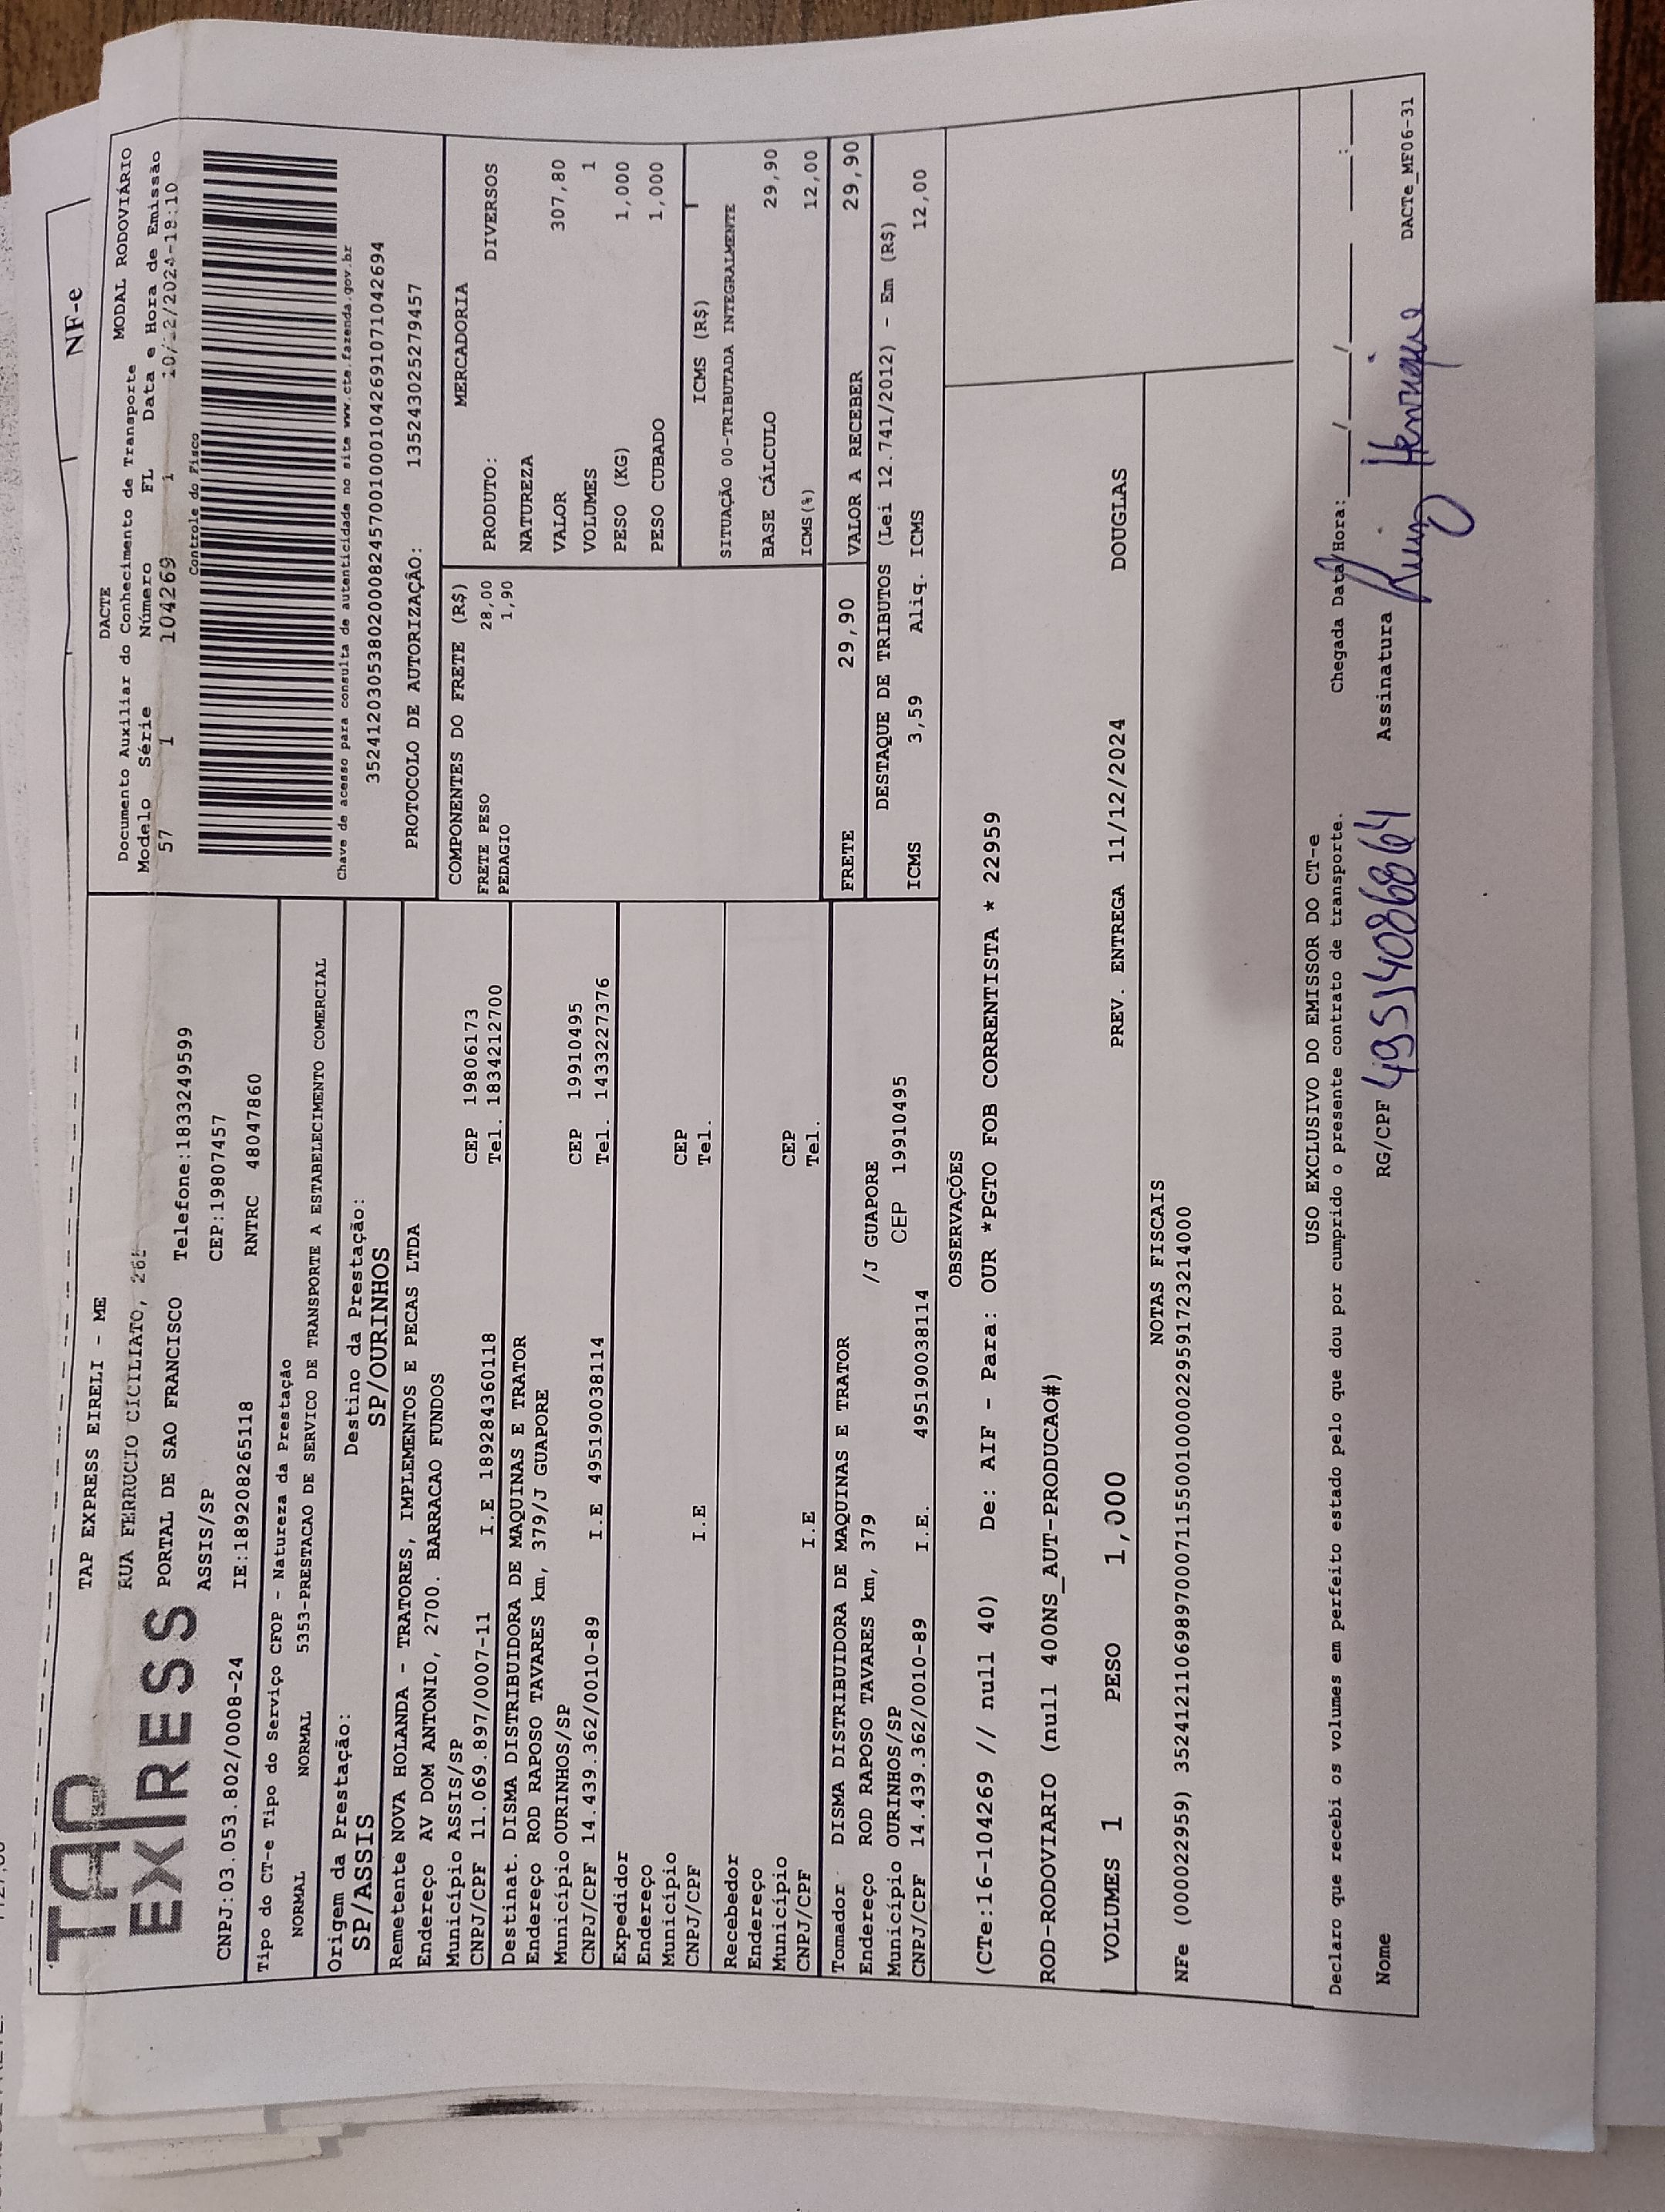 NF-e
TAP
EXPRESS
TAP EXPRESS EIRELI - ME
RUA FERRUCIO CICILIATO,
PORTAL DE SAO FRANCISCO Telefone:1833249599
ASSIS/SP CEP:19807457
CNPJ:03.053.802/0008-24 IE:189208265118 RNTRC 48047860
DACTE
Documento Auxiliar do Conhecimento de Transporte MODAL RODOVIÁRIO
Modelo Série Número FL Data e Hora de Emissão
57 1 104269 1 10/12/2024-18:10
Controle do Fisco
Chave de acesso para consulta de autenticidade no site www.cte.fazenda.gov.br
35241203053802000824570010001042691071042694
PROTOCOLO DE AUTORIZAÇÃO: 135243025279457
Tipo do CT-e Tipo do Serviço CFOP - Natureza da Prestação
NORMAL NORMAL 5353-PRESTACAO DE SERVICO DE TRANSPORTE A ESTABELECIMENTO COMERCIAL
Origem da Prestação: Destino da Prestação:
SP/ASSIS SP/OURINHOS
Remetente NOVA HOLANDA - TRATORES, IMPLEMENTOS E PECAS LTDA
Endereço AV DOM ANTONIO, 2700. BARRACAO FUNDOS
Município ASSIS/SP CEP 19806173
CNPJ/CPF 11.069.897/0007-11 I.E 189284360118 Tel. 1834212700
Destinat. DISMA DISTRIBUIDORA DE MAQUINAS E TRATOR
Endereço ROD RAPOSO TAVARES km, 379/J GUAPORE
Município OURINHOS/SP CEP 19910495
CNPJ/CPF 14.439.362/0010-89 I.E 495190038114 Tel. 1433227376
Expedidor
Endereço
Município CEP
CNPJ/CPF I.E Tel.
Recebedor
Endereço
Município CEP
CNPJ/CPF I.E Tel.
Tomador DISMA DISTRIBUIDORA DE MAQUINAS E TRATOR
Endereço ROD RAPOSO TAVARES km, 379 /J GUAPORE
Município OURINHOS/SP CEP 19910495
CNPJ/CPF 14.439.362/0010-89 I.E. 495190038114
COMPONENTES DO FRETE (R$)
FRETE PESO 28,00
PEDAGIO 1,90
MERCADORIA
PRODUTO: DIVERSOS
NATUREZA
VALOR 307,80
VOLUMES 1
PESO (KG) 1,000
PESO CUBADO 1,000
ICMS (R$)
SITUAÇÃO 00-TRIBUTADA INTEGRALMENTE
BASE CÁLCULO 29,90
ICMS(%) 12,00
FRETE 29,90 VALOR A RECEBER 29,90
DESTAQUE DE TRIBUTOS (Lei 12.741/2012) - Em (R$)
ICMS 3,59 Aliq. ICMS 12,00
OBSERVAÇÕES
(CTe:16-104269 // null 40) De: AIF - Para: OUR *PGTO FOB CORRENTISTA * 22959
ROD-RODOVIARIO (null 400NS_AUT-PRODUCAO#)
VOLUMES 1 PESO 1,000 PREV. ENTREGA 11/12/2024 DOUGLAS
NOTAS FISCAIS
NFe (000022959) 35241211069897000711550010000229591723214000
USO EXCLUSIVO DO EMISSOR DO CT-e
Declaro que recebi os volumes em perfeito estado pelo que dou por cumprido o presente contrato de transporte. Chegada Data/Hora: / / :
Nome RG/CPF 49514086864 Assinatura Henrique
DACTe_MF06-31